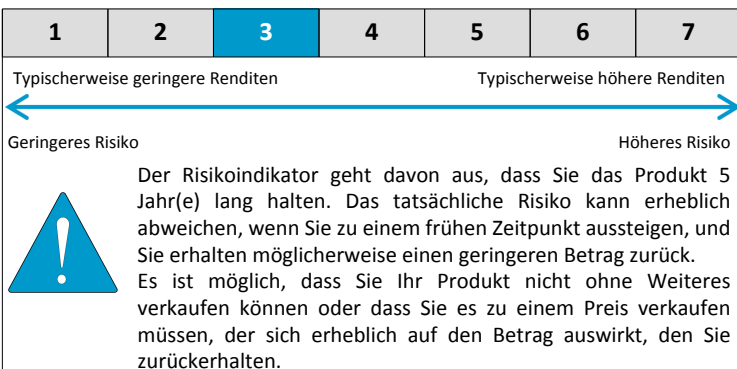 1 2 3 4 5 6 7
Typischerweise geringere Renditen Typischerweise höhere Renditen
Geringeres Risiko Höheres Risiko
Der Risikoindikator geht davon aus, dass Sie das Produkt 5
Jahr(e) lang halten. Das tatsächliche Risiko kann erheblich
abweichen, wenn Sie zu einem frühen Zeitpunkt aussteigen, und
Sie erhalten möglicherweise einen geringeren Betrag zurück.
Es ist möglich, dass Sie Ihr Produkt nicht ohne Weiteres
verkaufen können oder dass Sie es zu einem Preis verkaufen
müssen, der sich erheblich auf den Betrag auswirkt, den Sie
zurückerhalten.